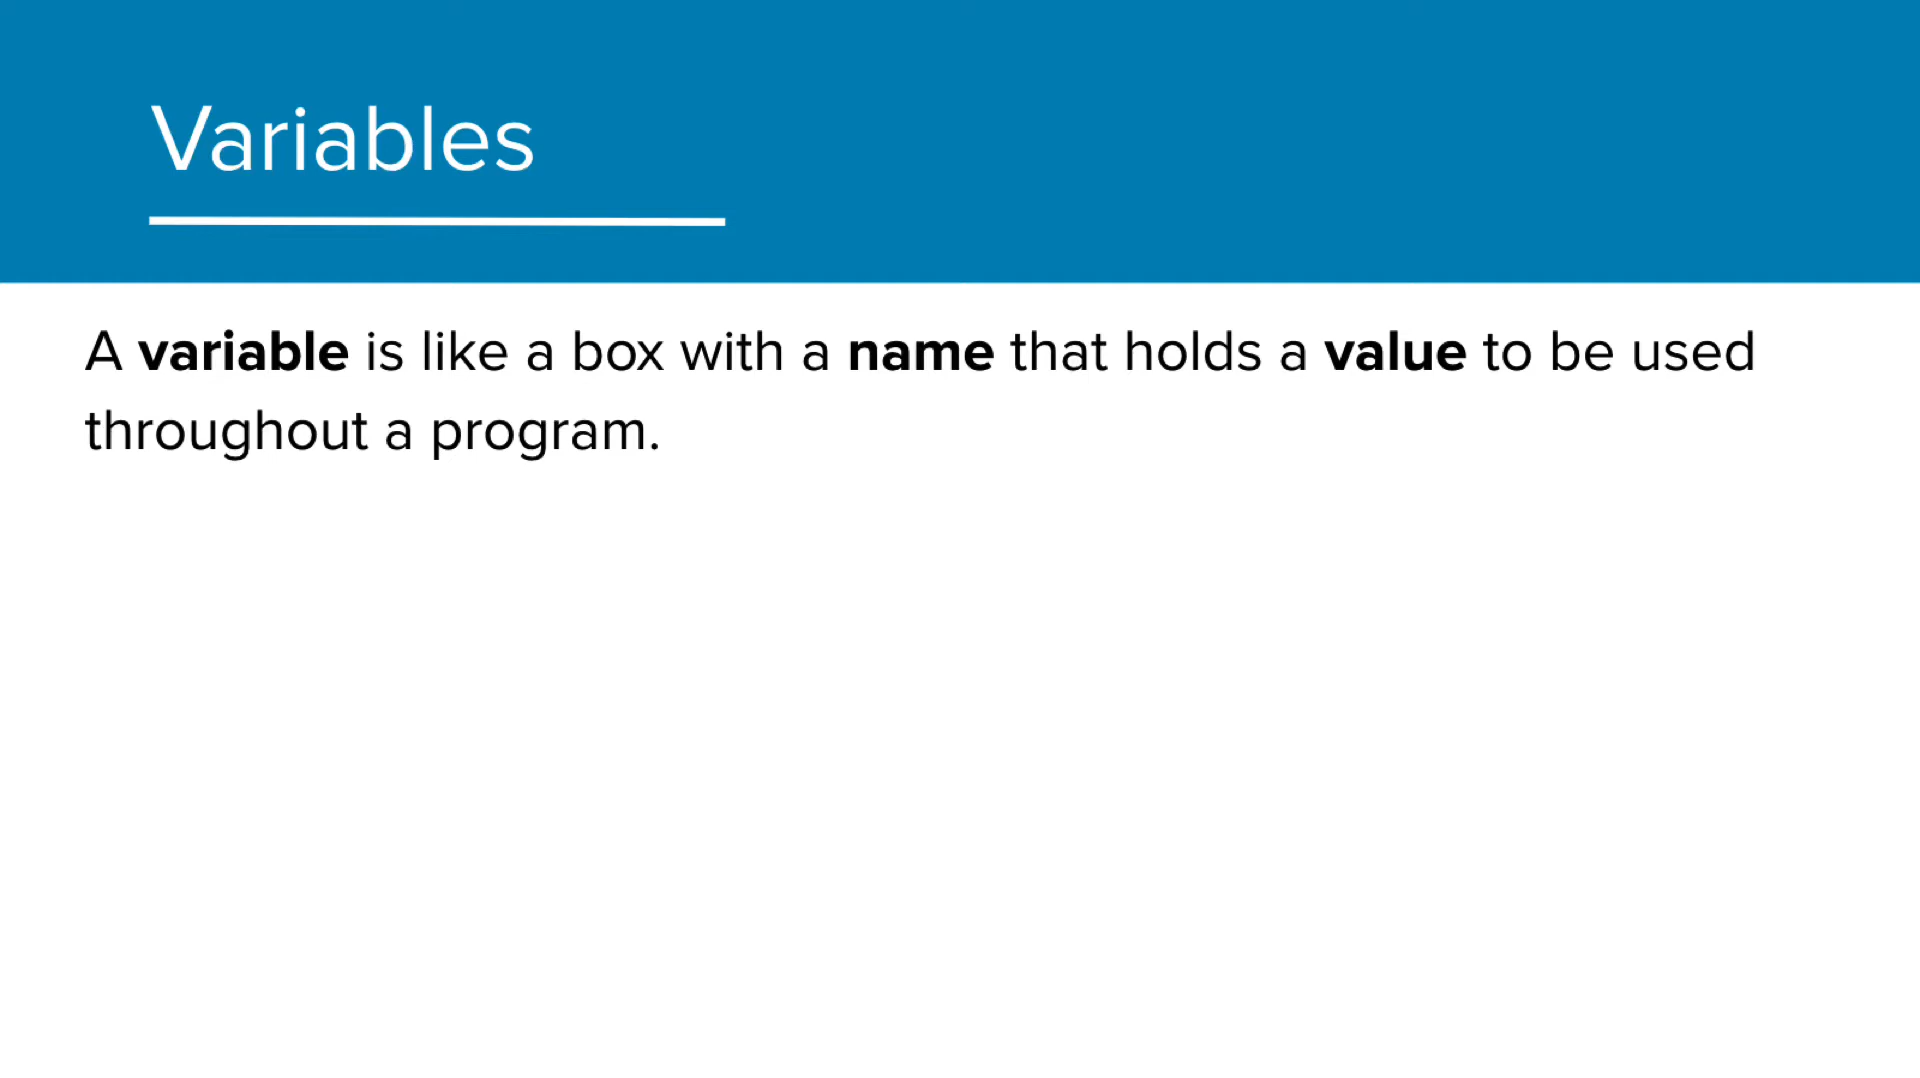 Variables
A variable is like a box with a name that holds a value to be used
throughout a program.